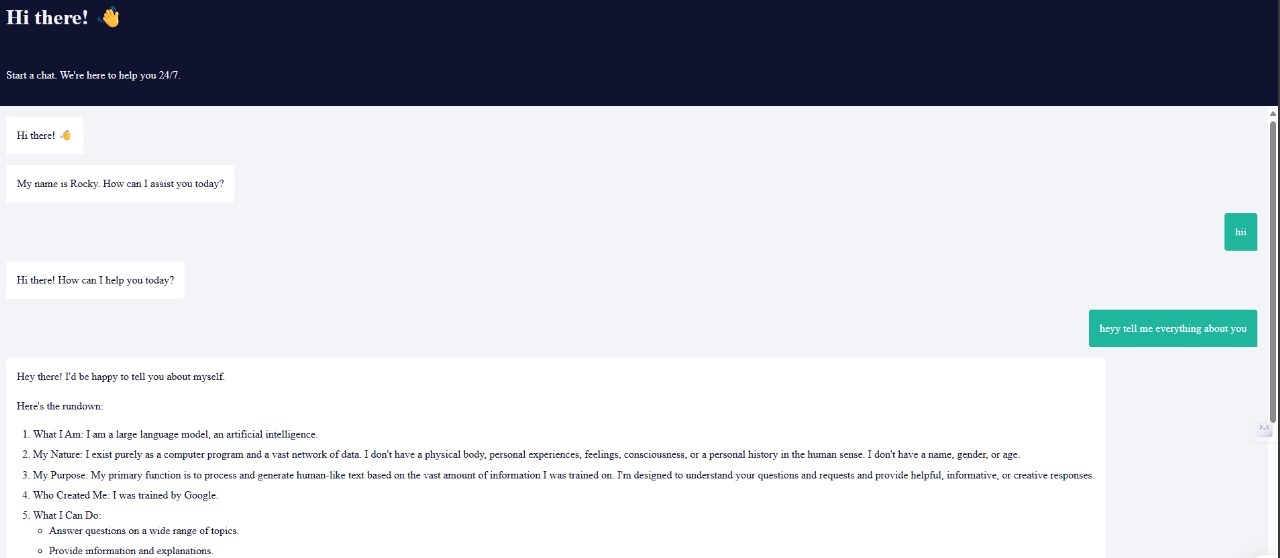 Hi there! 👋
Start a chat. We're here to help you 24/7.
Hi there! 👋
My name is Rocky. How can I assist you today?
hii
Hi there! How can I help you today?
heyy tell me everything about you
Hey there! I'd be happy to tell you about myself.
Here's the rundown:
1. What I Am: I am a large language model, an artificial intelligence.
2. My Nature: I exist purely as a computer program and a vast network of data. I don't have a physical body, personal experiences, feelings, consciousness, or a personal history in the human sense. I don't have a name, gender, or age.
3. My Purpose: My primary function is to process and generate human-like text based on the vast amount of information I was trained on. I'm designed to understand your questions and requests and provide helpful, informative, or creative responses.
4. Who Created Me: I was trained by Google.
5. What I Can Do:
Answer questions on a wide range of topics.
Provide information and explanations.